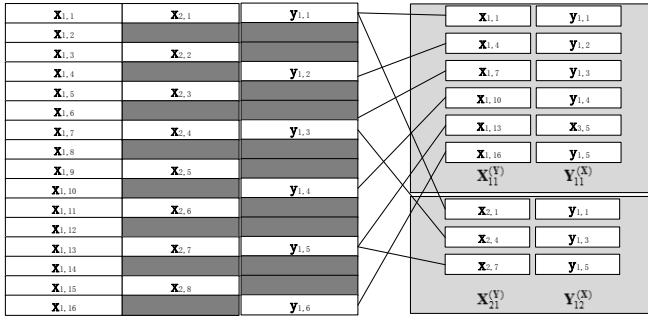 x1,1 x2,1 y1,1
x1,2
x1,3 x2,2
x1,4 y1,2
x1,5 x2,3
x1,6
x1,7 x2,4 y1,3
x1,8
x1,9 x2,5
x1,10 y1,4
x1,11 x2,6
x1,12
x1,13 x2,7 y1,5
x1,14
x1,15 x2,8
x1,16 y1,6
x1,1 y1,1
x1,4 y1,2
x1,7 y1,3
x1,10 y1,4
x1,13 x3,5
x1,16 y1,5
X11(Y) Y11(X)
x2,1 y1,1
x2,4 y1,3
x2,7 y1,5
X21(Y) Y12(X)